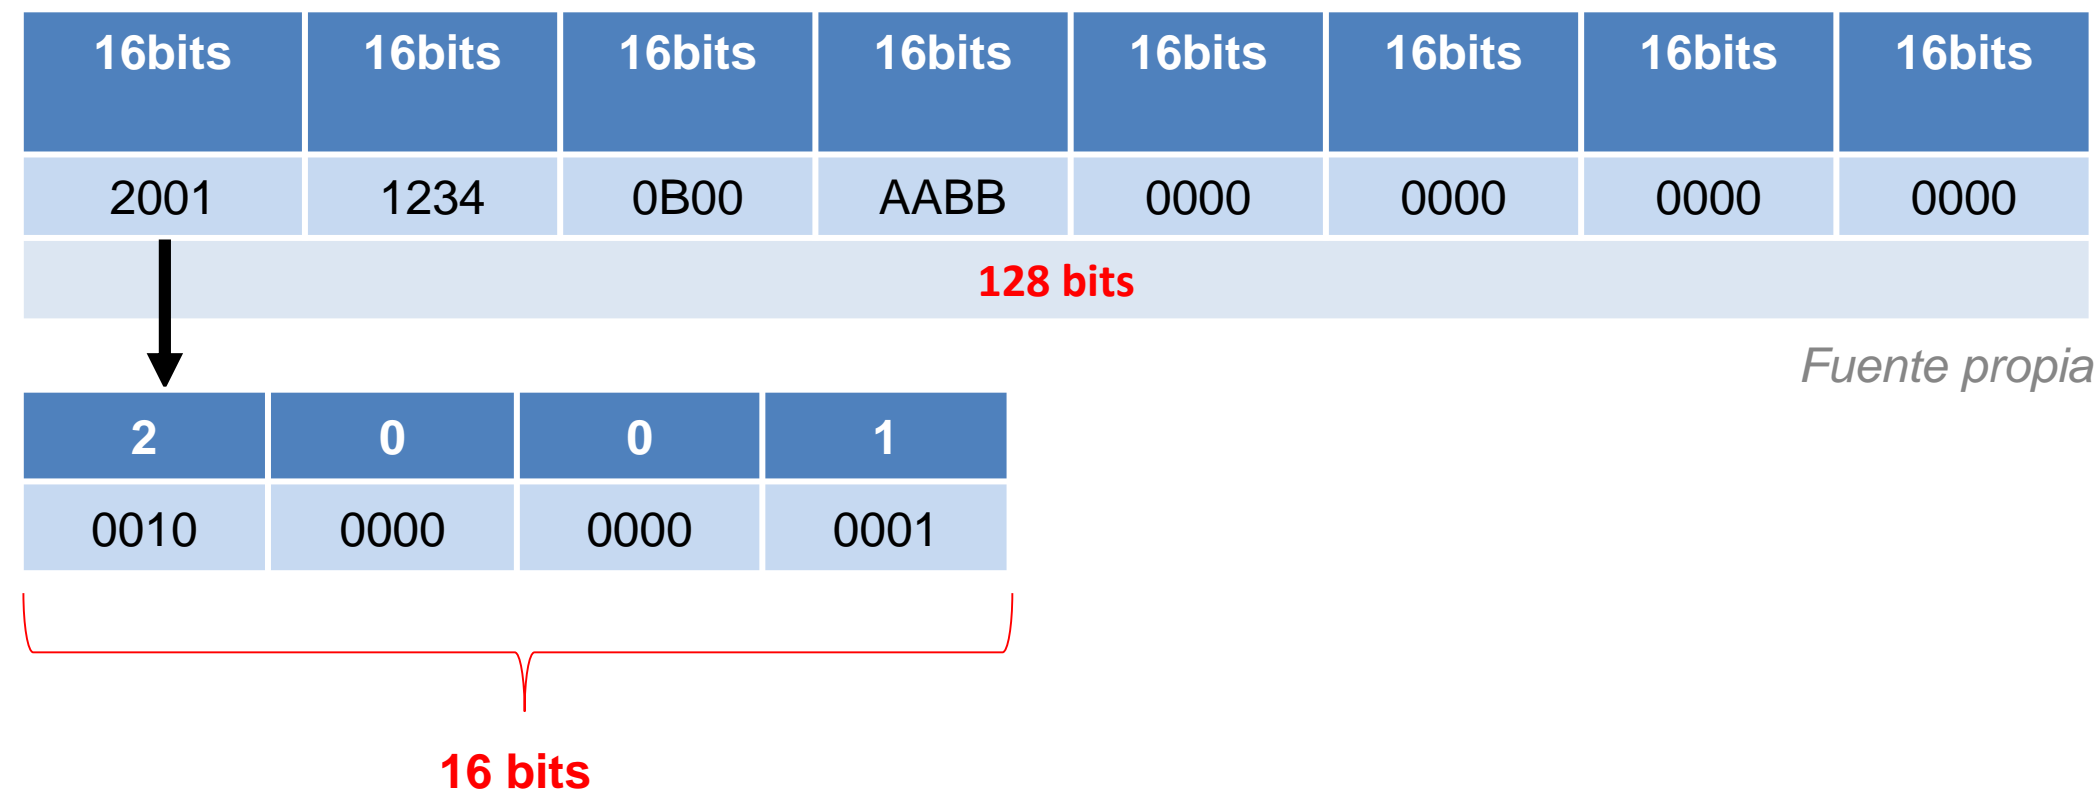 16bits 16bits 16bits 16bits 16bits 16bits 16bits 16bits
2001 1234 0B00 AABB 0000 0000 0000 0000
128 bits
Fuente propia
2 0 0 1
0010 0000 0000 0001
16 bits